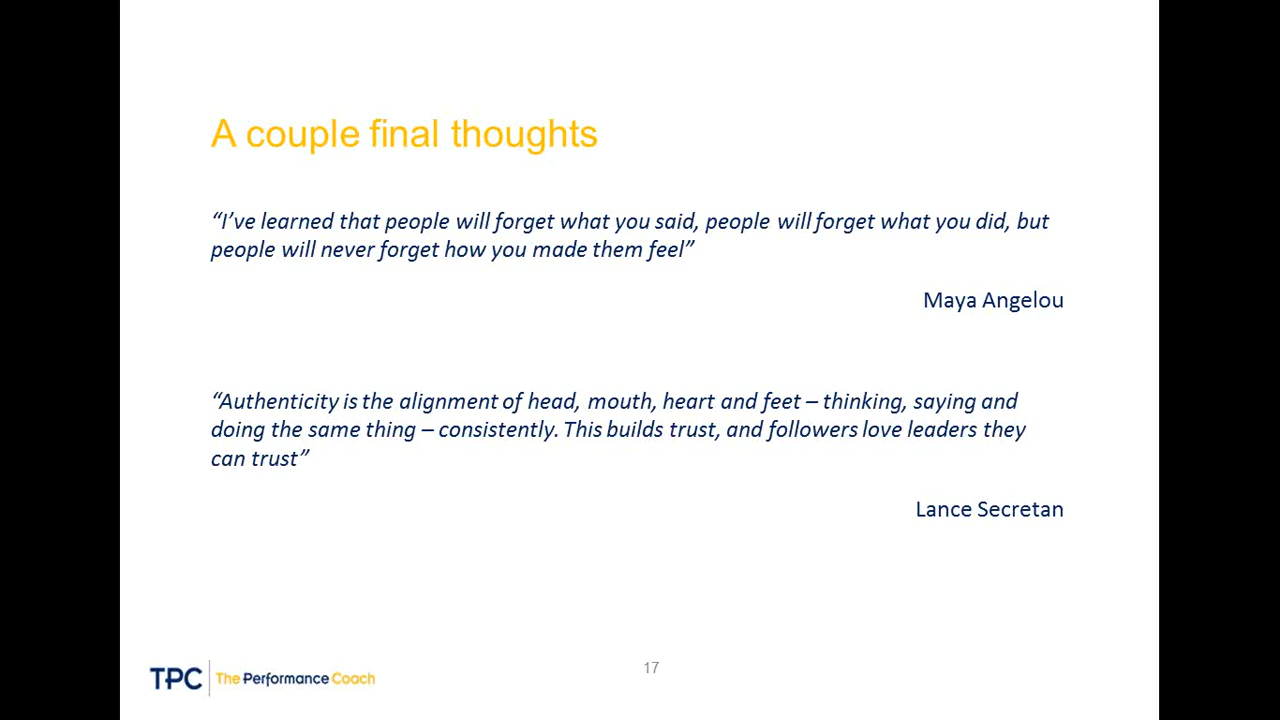 A couple final thoughts
“I’ve learned that people will forget what you said, people will forget what you did, but
people will never forget how you made them feel”
Maya Angelou
“Authenticity is the alignment of head, mouth, heart and feet – thinking, saying and
doing the same thing – consistently. This builds trust, and followers love leaders they
can trust”
Lance Secretan
TPC The Performance Coach
17